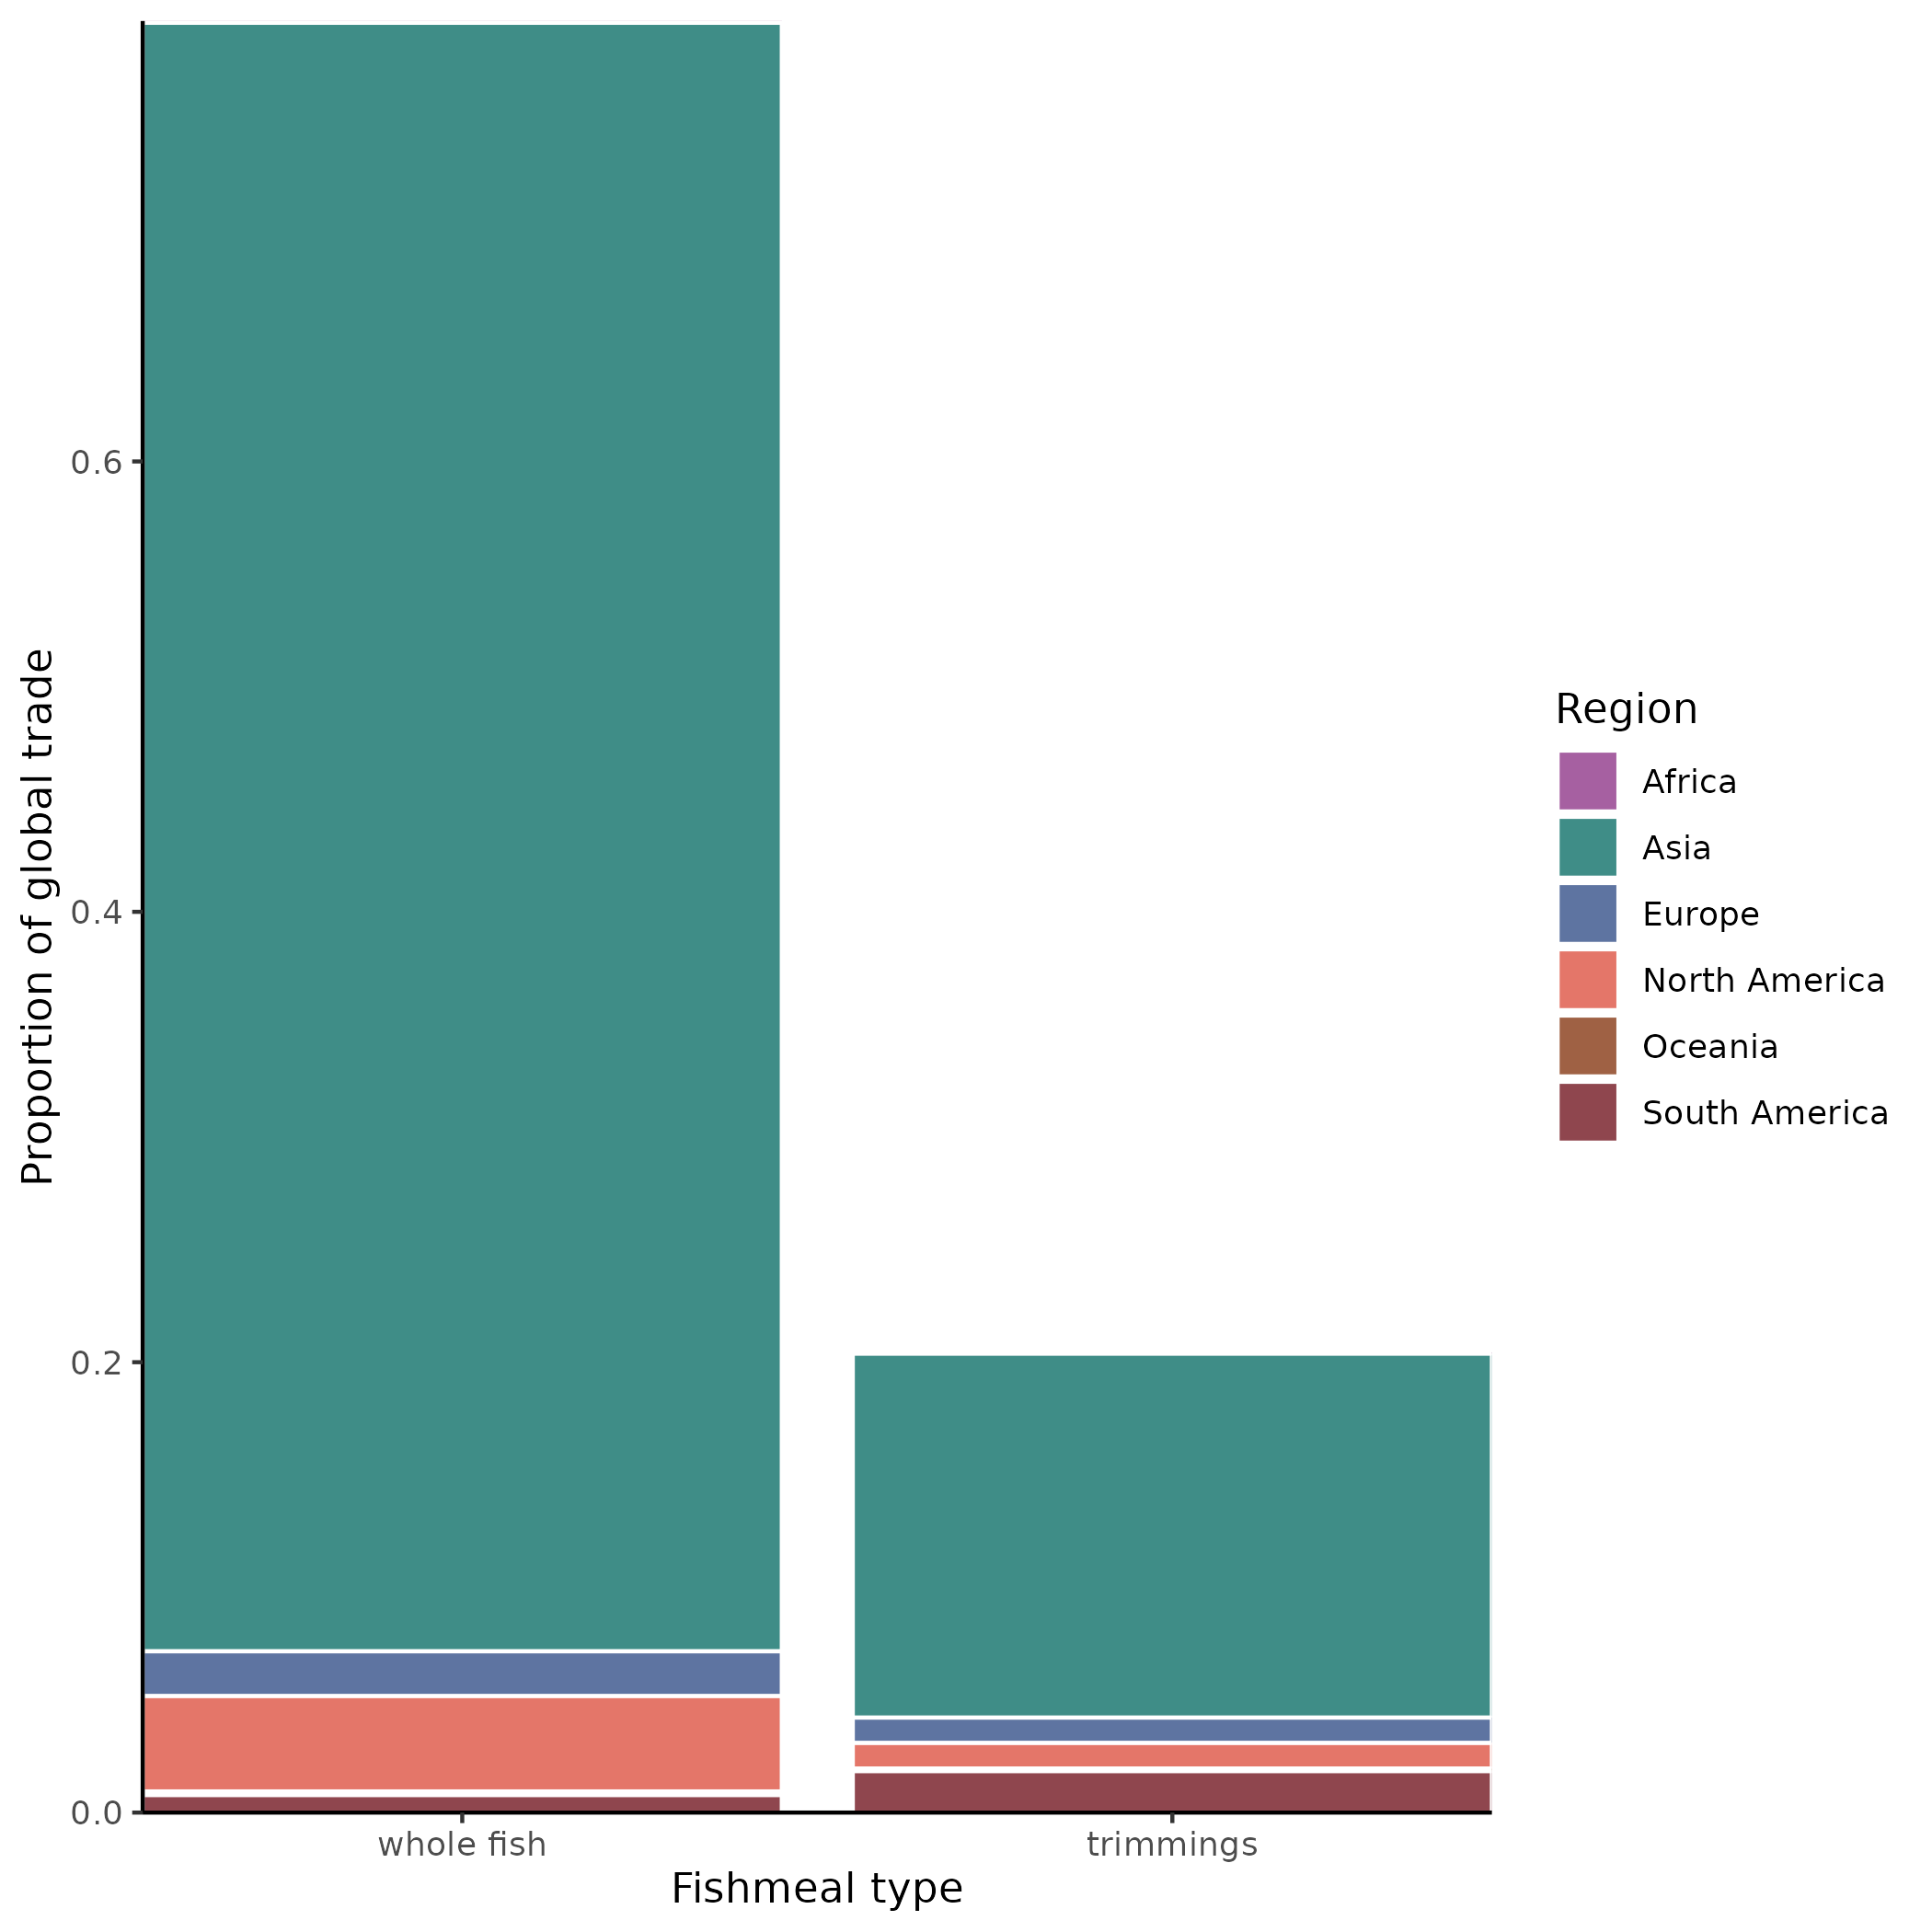 Proportion of global trade
0.6
0.4
0.2
0.0
whole fish
trimmings
Fishmeal type
Region
Africa
Asia
Europe
North America
Oceania
South America